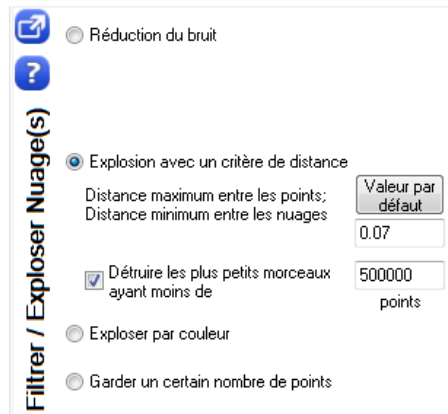 Filtrer / Exploser Nuage(s)
?
Réduction du bruit
Explosion avec un critère de distance
Distance maximum entre les points;
Distance minimum entre les nuages
Valeur par
défaut
0.07
Détruire les plus petits morceaux
ayant moins de
500000
points
Exploser par couleur
Garder un certain nombre de points